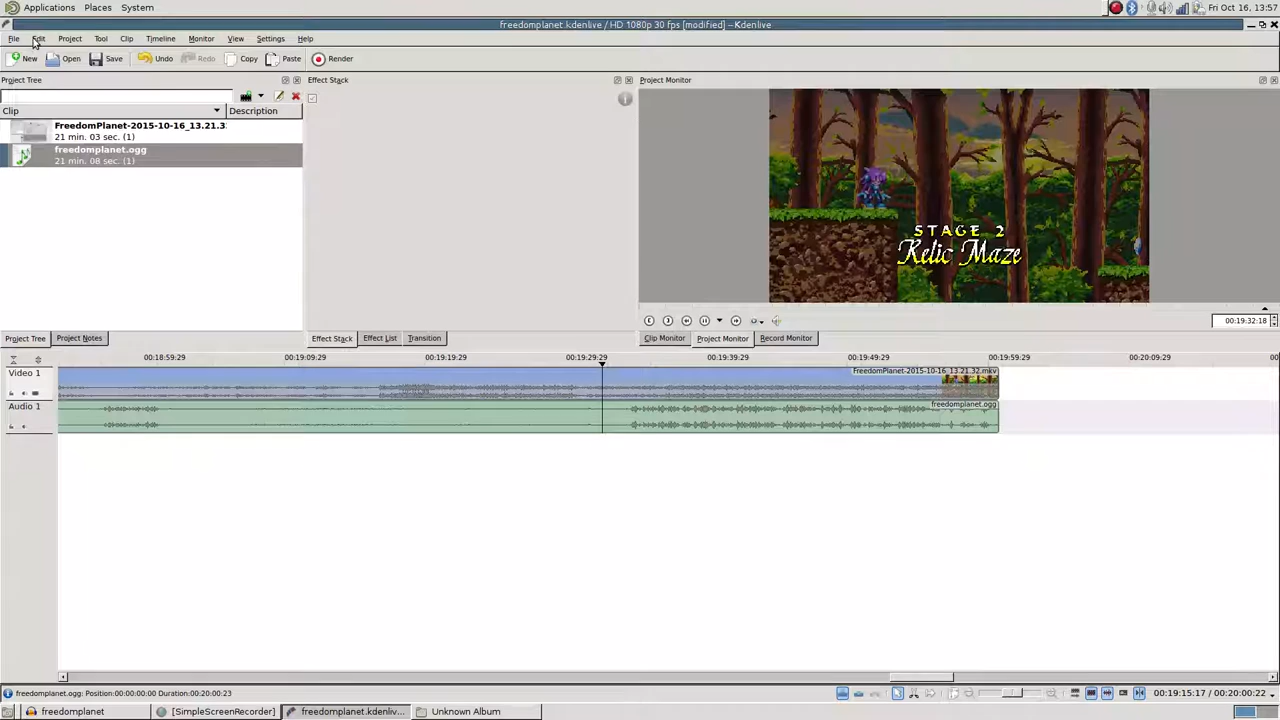 Applications Places System Fri Oct 16, 13:57
freedomplanet.kdenlive / HD 1080p 30 fps [modified] – Kdenlive
File Edit Project Tool Clip Timeline Monitor View Settings Help
New Open Save Undo Redo Copy Paste Render
Project Tree Effect Stack Project Monitor
Clip Description
FreedomPlanet-2015-10-16_13.21.3
21 min. 03 sec. (1)
freedomplanet.ogg
21 min. 08 sec. (1)
STAGE 2
Relic Maze
00:19:32:18
Project Tree Project Notes Effect Stack Effect List Transition Clip Monitor Project Monitor Record Monitor
00:18:59:29 00:19:09:29 00:19:19:29 00:19:29:29 00:19:39:29 00:19:49:29 00:19:59:29 00:20:09:29 00
Video 1 FreedomPlanet-2015-10-16_13.21.32.mkv
Audio 1 freedomplanet.ogg
freedomplanet.ogg: Position:00:00:00:00 Duration:00:20:00:23 00:19:15:17 / 00:20:00:22
freedomplanet [SimpleScreenRecorder] freedomplanet.kdenliv... Unknown Album